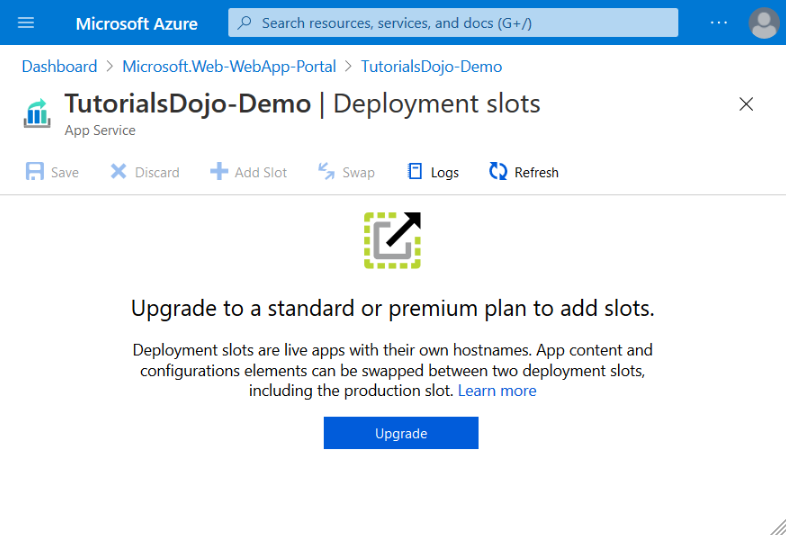 Microsoft Azure
Search resources, services, and docs (G+/)
...
Dashboard > Microsoft.Web-WebApp-Portal > TutorialsDojo-Demo
TutorialsDojo-Demo | Deployment slots
App Service
Save Discard Add Slot Swap Logs Refresh
Upgrade to a standard or premium plan to add slots.
Deployment slots are live apps with their own hostnames. App content and
configurations elements can be swapped between two deployment slots,
including the production slot. Learn more
Upgrade